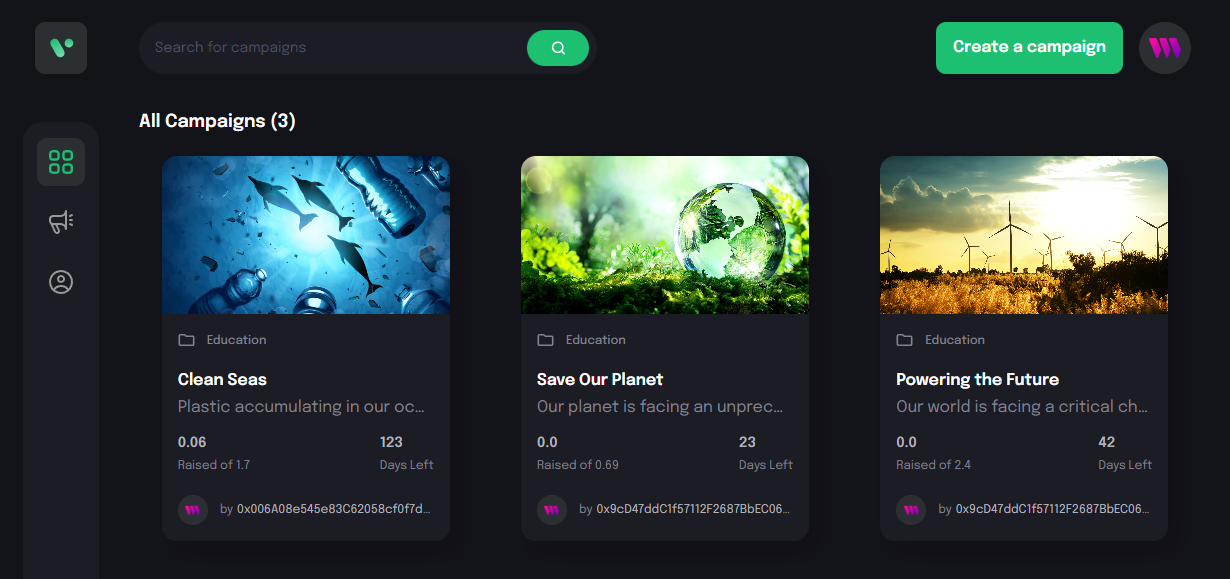 Search for campaigns
Create a campaign
All Campaigns (3)
Education
Clean Seas
Plastic accumulating in our oc...
0.06
Raised of 1.7
123
Days Left
by 0x006A08e545e83C62058cf0f7d...
Education
Save Our Planet
Our planet is facing an unprec...
0.0
Raised of 0.69
23
Days Left
by 0x9cD47ddC1f57112F2687BbEC06...
Education
Powering the Future
Our world is facing a critical ch...
0.0
Raised of 2.4
42
Days Left
by 0x9cD47ddC1f57112F2687BbEC06...